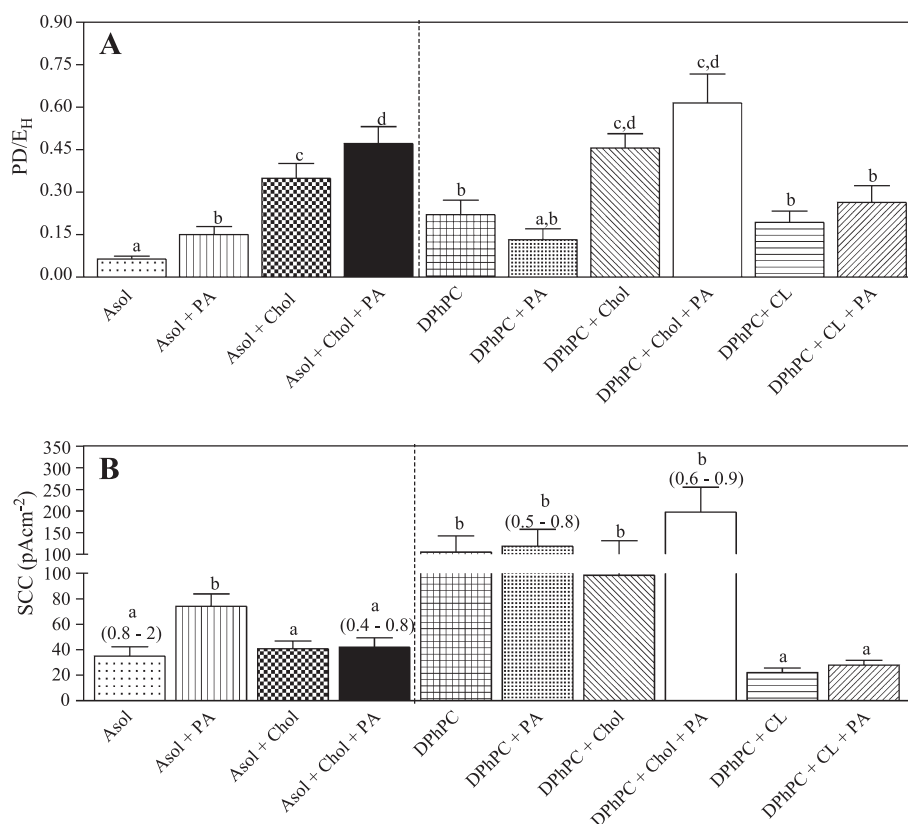 A
PD/E_H
0.90
0.75
0.60
0.45
0.30
0.15
0.00
a
b
c
d
b
a,b
c,d
c,d
b
b
Asol
Asol + PA
Asol + Chol
Asol + Chol + PA
DPhPC
DPhPC + PA
DPhPC + Chol
DPhPC + Chol + PA
DPhPC + CL
DPhPC + CL + PA
B
SCC (pAcm⁻²)
350
300
250
200
150
100
80
60
40
20
0
a
(0.8 - 2)
b
a
a
(0.4 - 0.8)
b
b
(0.5 - 0.8)
b
b
(0.6 - 0.9)
a
a
Asol
Asol + PA
Asol + Chol
Asol + Chol + PA
DPhPC
DPhPC + PA
DPhPC + Chol
DPhPC + Chol + PA
DPhPC + CL
DPhPC + CL + PA